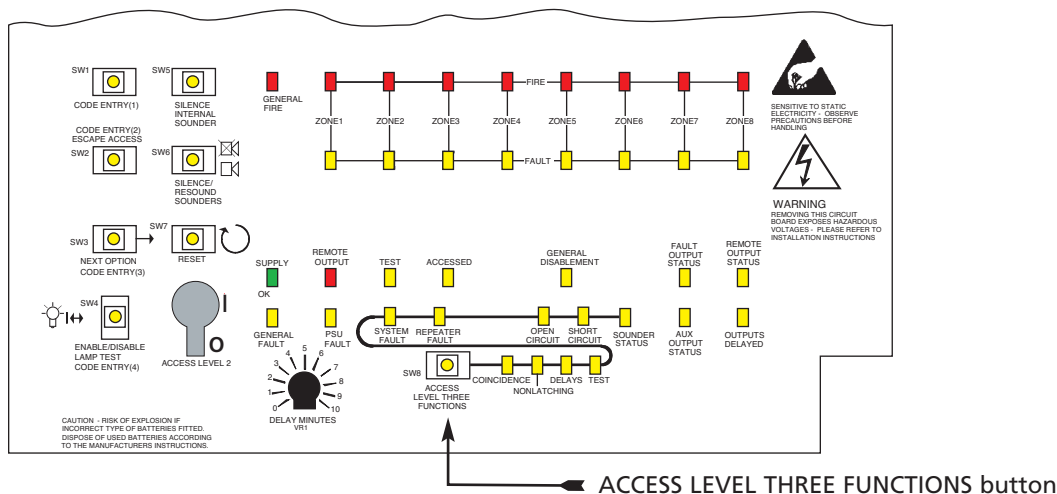 SW1
CODE ENTRY(1)
SW5
SILENCE
INTERNAL
SOUNDER
GENERAL
FIRE
FIRE
ZONE1
ZONE2
ZONE3
ZONE4
ZONE5
ZONE6
ZONE7
ZONE8
FAULT
SENSITIVE TO STATIC
ELECTRICITY - OBSERVE
PRECAUTIONS BEFORE
HANDLING
CODE ENTRY(2)
ESCAPE ACCESS
SW2
SW6
SILENCE/
RESOUND
SOUNDERS
WARNING
REMOVING THIS CIRCUIT
BOARD EXPOSES HAZARDOUS
VOLTAGES - PLEASE REFER TO
INSTALLATION INSTRUCTIONS
SW3
NEXT OPTION
CODE ENTRY(3)
SW7
RESET
SUPPLY
OK
REMOTE
OUTPUT
TEST
ACCESSED
GENERAL
DISABLEMENT
FAULT
OUTPUT
STATUS
REMOTE
OUTPUT
STATUS
SW4
ENABLE/DISABLE
LAMP TEST
CODE ENTRY(4)
I
O
ACCESS LEVEL 2
GENERAL
FAULT
PSU
FAULT
SYSTEM
FAULT
REPEATER
FAULT
OPEN
CIRCUIT
SHORT
CIRCUIT
SOUNDER
STATUS
AUX
OUTPUT
STATUS
OUTPUTS
DELAYED
0
1
2
3
4
5
6
7
8
9
10
DELAY MINUTES
VR1
SW8
ACCESS
LEVEL THREE
FUNCTIONS
COINCIDENCE
NONLATCHING
DELAYS
TEST
CAUTION - RISK OF EXPLOSION IF
INCORRECT TYPE OF BATTERIES FITTED.
DISPOSE OF USED BATTERIES ACCORDING
TO THE MANUFACTURERS INSTRUCTIONS.
ACCESS LEVEL THREE FUNCTIONS button